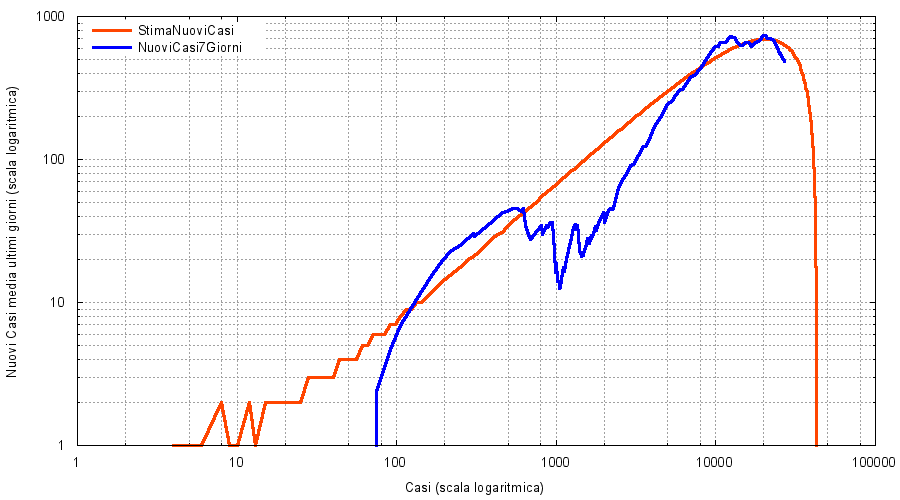 1000
StimaNuoviCasi
NuoviCasi7Giorni
100
10
1
Nuovi Casi media ultimi giorni (scala logaritmica)
1 10 100 1000 10000 100000
Casi (scala logaritmica)